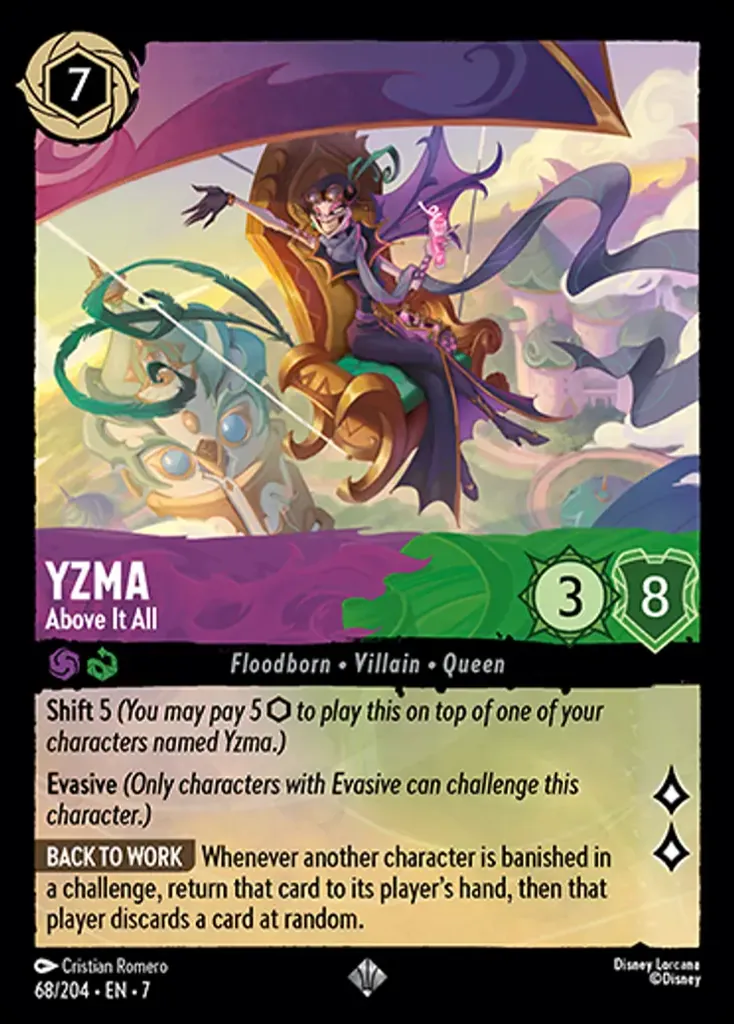 7
YZMA
Above It All
3
8
Floodborn • Villain • Queen
Shift 5 (You may pay 5 ⬡ to play this on top of one of your
characters named Yzma.)
Evasive (Only characters with Evasive can challenge this
character.)
BACK TO WORK Whenever another character is banished in
a challenge, return that card to its player's hand, then that
player discards a card at random.
Cristian Romero
68/204 • EN • 7
Disney Lorcana
©Disney